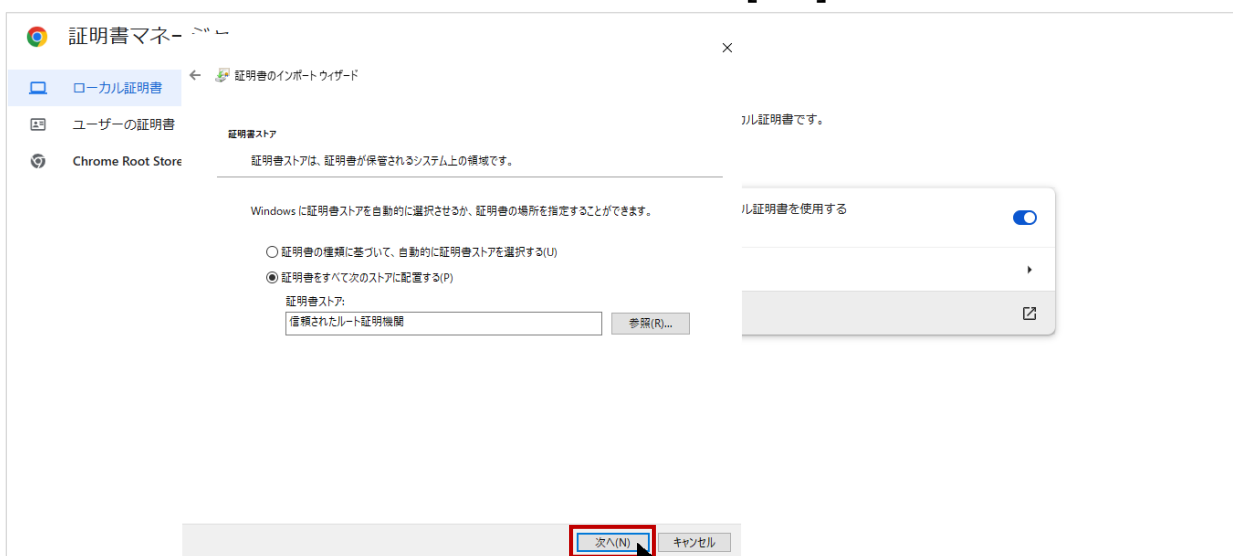 証明書マネー
ローカル証明書
ユーザーの証明書
Chrome Root Store
証明書のインポート ウィザード
証明書ストア
証明書ストアは、証明書が保管されるシステム上の領域です。
Windows に証明書ストアを自動的に選択させるか、証明書の場所を指定することができます。
証明書の種類に基づいて、自動的に証明書ストアを選択する(U)
証明書をすべて次のストアに配置する(P)
証明書ストア:
信頼されたルート証明機関
参照(R)...
次へ(N)
キャンセル
カル証明書です。
ル証明書を使用する